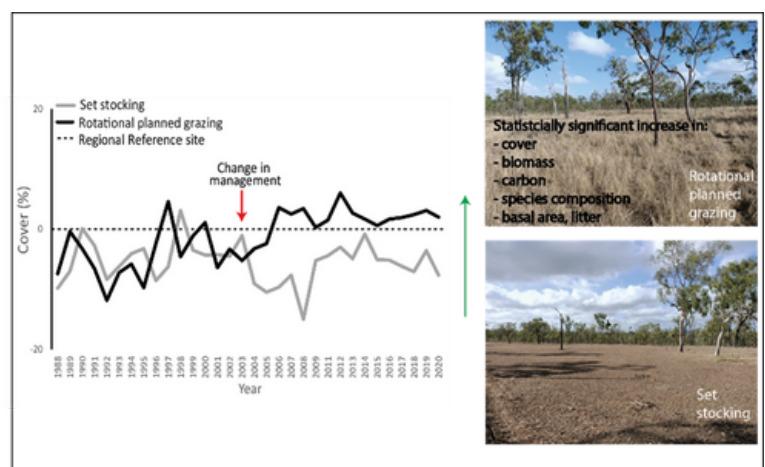 20
Set stocking
Rotational planned grazing
Regional Reference site
Change in
management
Cover (%)
0
-20
1988
1989
1990
1991
1992
1993
1994
1995
1996
1997
1998
1999
2000
2001
2002
2003
2004
2005
2006
2007
2008
2009
2010
2011
2012
2013
2014
2015
2016
2017
2018
2019
2020
Year
Statistcially significant increase in:
- cover
- biomass
- carbon
- species composition
- basal area, litter
Rotational
planned
grazing
Set
stocking